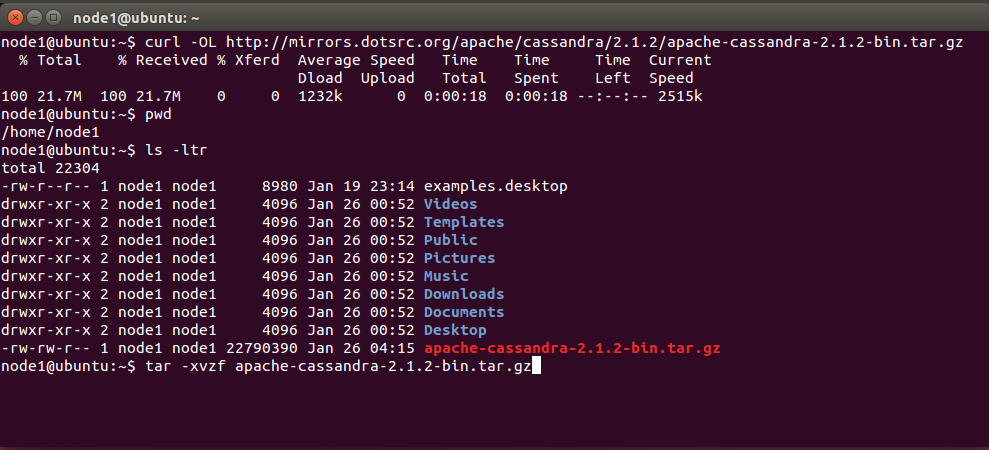 node1@ubuntu: ~
node1@ubuntu:~$ curl -OL http://mirrors.dotsrc.org/apache/cassandra/2.1.2/apache-cassandra-2.1.2-bin.tar.gz
  % Total    % Received % Xferd  Average Speed   Time    Time     Time  Current
                                 Dload  Upload   Total   Spent    Left  Speed
100 21.7M  100 21.7M    0     0  1232k      0  0:00:18  0:00:18 --:--:-- 2515k
node1@ubuntu:~$ pwd
/home/node1
node1@ubuntu:~$ ls -ltr
total 22304
-rw-r--r-- 1 node1 node1     8980 Jan 19 23:14 examples.desktop
drwxr-xr-x 2 node1 node1     4096 Jan 26 00:52 Videos
drwxr-xr-x 2 node1 node1     4096 Jan 26 00:52 Templates
drwxr-xr-x 2 node1 node1     4096 Jan 26 00:52 Public
drwxr-xr-x 2 node1 node1     4096 Jan 26 00:52 Pictures
drwxr-xr-x 2 node1 node1     4096 Jan 26 00:52 Music
drwxr-xr-x 2 node1 node1     4096 Jan 26 00:52 Downloads
drwxr-xr-x 2 node1 node1     4096 Jan 26 00:52 Documents
drwxr-xr-x 2 node1 node1     4096 Jan 26 00:52 Desktop
-rw-rw-r-- 1 node1 node1 22790390 Jan 26 04:15 apache-cassandra-2.1.2-bin.tar.gz
node1@ubuntu:~$ tar -xvzf apache-cassandra-2.1.2-bin.tar.gz